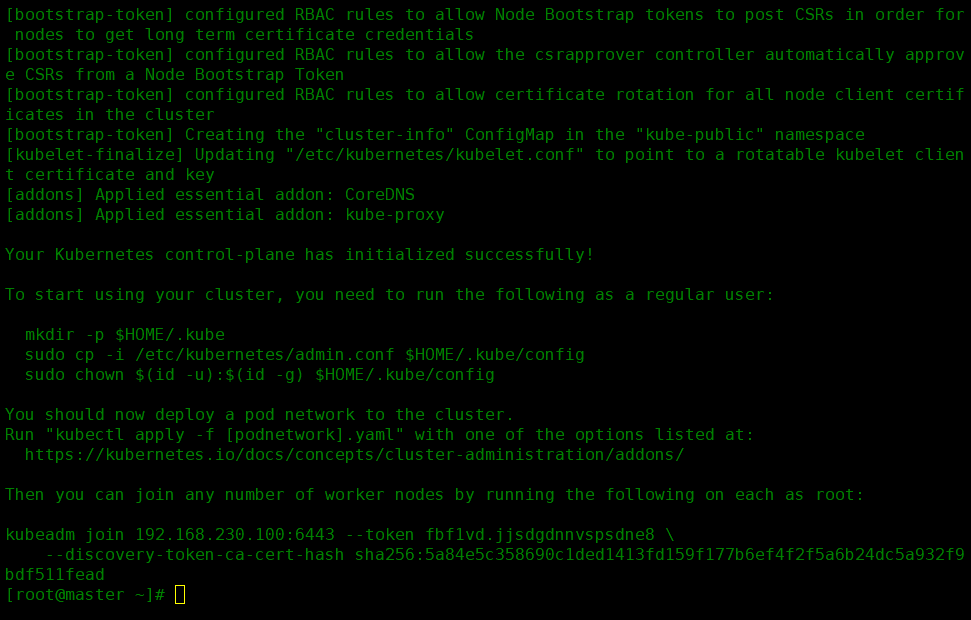 [bootstrap-token] configured RBAC rules to allow Node Bootstrap tokens to post CSRs in order for
 nodes to get long term certificate credentials
[bootstrap-token] configured RBAC rules to allow the csrapprover controller automatically approv
e CSRs from a Node Bootstrap Token
[bootstrap-token] configured RBAC rules to allow certificate rotation for all node client certif
icates in the cluster
[bootstrap-token] Creating the "cluster-info" ConfigMap in the "kube-public" namespace
[kubelet-finalize] Updating "/etc/kubernetes/kubelet.conf" to point to a rotatable kubelet clien
t certificate and key
[addons] Applied essential addon: CoreDNS
[addons] Applied essential addon: kube-proxy

Your Kubernetes control-plane has initialized successfully!

To start using your cluster, you need to run the following as a regular user:

  mkdir -p $HOME/.kube
  sudo cp -i /etc/kubernetes/admin.conf $HOME/.kube/config
  sudo chown $(id -u):$(id -g) $HOME/.kube/config

You should now deploy a pod network to the cluster.
Run "kubectl apply -f [podnetwork].yaml" with one of the options listed at:
  https://kubernetes.io/docs/concepts/cluster-administration/addons/

Then you can join any number of worker nodes by running the following on each as root:

kubeadm join 192.168.230.100:6443 --token fbf1vd.jjsdgdnnvspsdne8 \
    --discovery-token-ca-cert-hash sha256:5a84e5c358690c1ded1413fd159f177b6ef4f2f5a6b24dc5a932f9
bdf511fead
[root@master ~]#